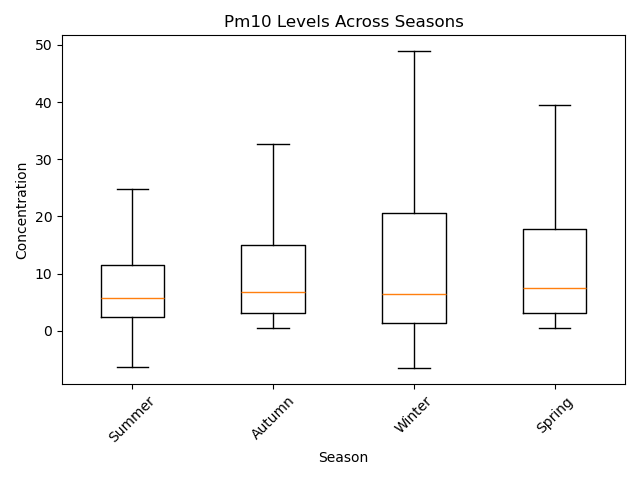 Pm10 Levels Across Seasons
50
40
30
20
10
0
Concentration
Summer
Autumn
Winter
Spring
Season